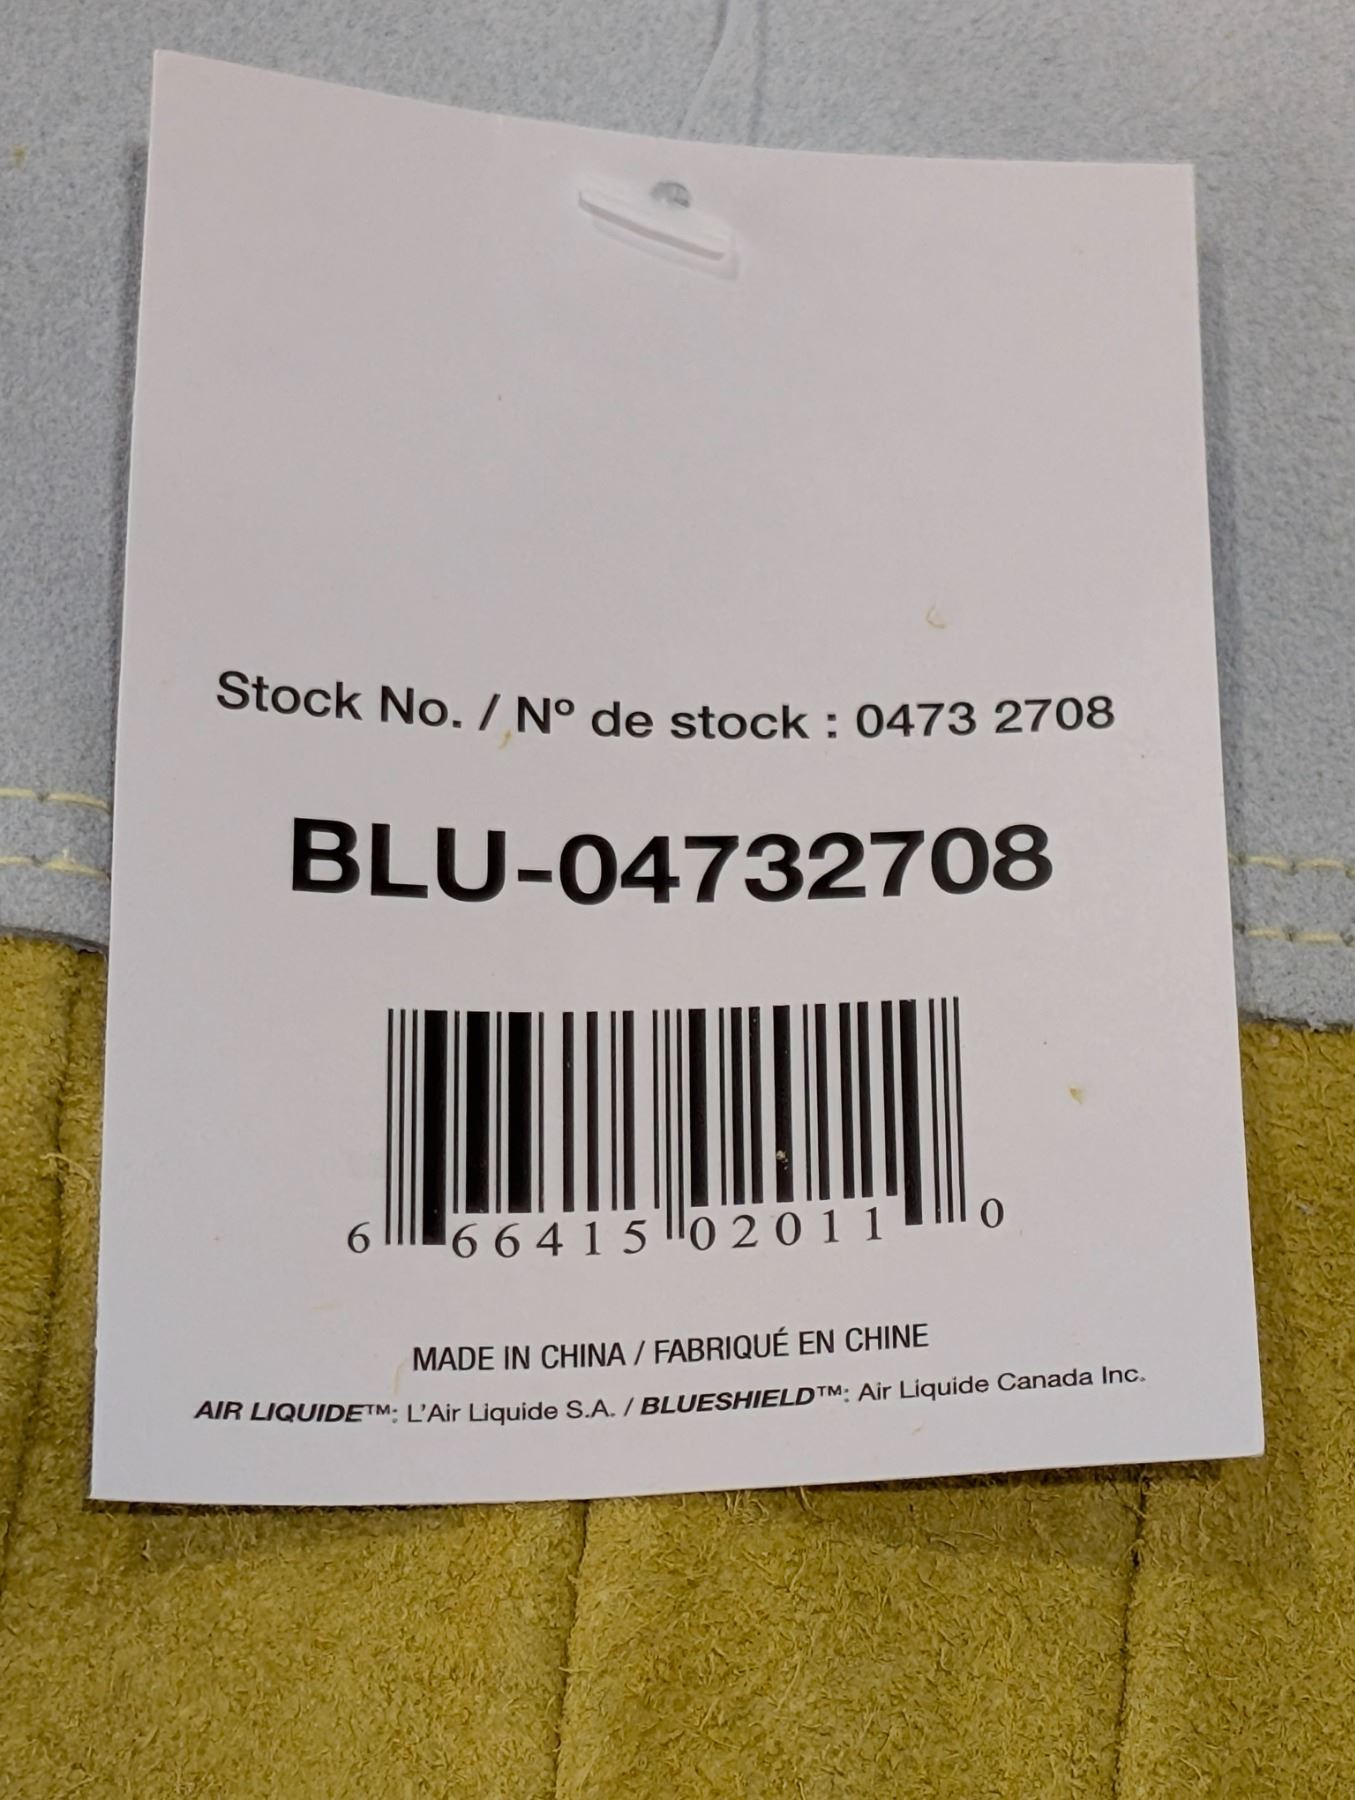 Stock No. / Nº de stock : 0473 2708
BLU-04732708
6 66415 02011 0
MADE IN CHINA / FABRIQUÉ EN CHINE
AIR LIQUIDE™: L'Air Liquide S.A. / BLUESHIELD™: Air Liquide Canada Inc.